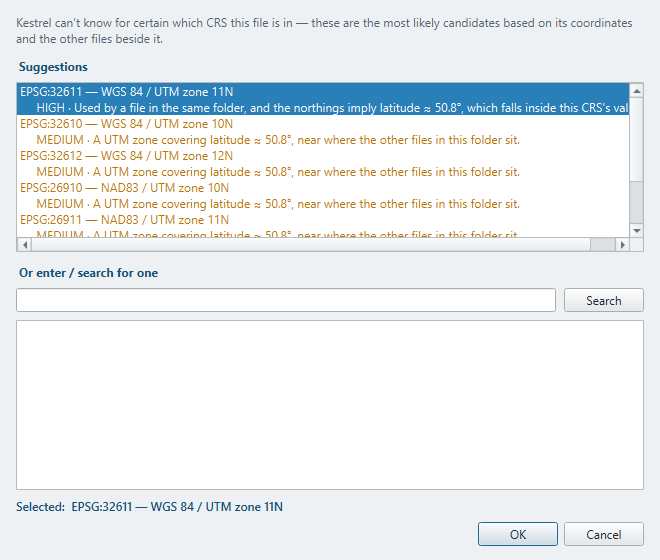 Kestrel can't know for certain which CRS this file is in — these are the most likely candidates based on its coordinates
and the other files beside it.
Suggestions
EPSG:32611 — WGS 84 / UTM zone 11N
HIGH · Used by a file in the same folder, and the northings imply latitude ≈ 50.8°, which falls inside this CRS's val
EPSG:32610 — WGS 84 / UTM zone 10N
MEDIUM · A UTM zone covering latitude ≈ 50.8°, near where the other files in this folder sit.
EPSG:32612 — WGS 84 / UTM zone 12N
MEDIUM · A UTM zone covering latitude ≈ 50.8°, near where the other files in this folder sit.
EPSG:26910 — NAD83 / UTM zone 10N
MEDIUM · A UTM zone covering latitude ≈ 50.8°, near where the other files in this folder sit.
EPSG:26911 — NAD83 / UTM zone 11N
MEDIUM · A UTM zone covering latitude ≈ 50.8°, near where the other files in this folder sit.
Or enter / search for one
Search
Selected: EPSG:32611 — WGS 84 / UTM zone 11N
OK
Cancel